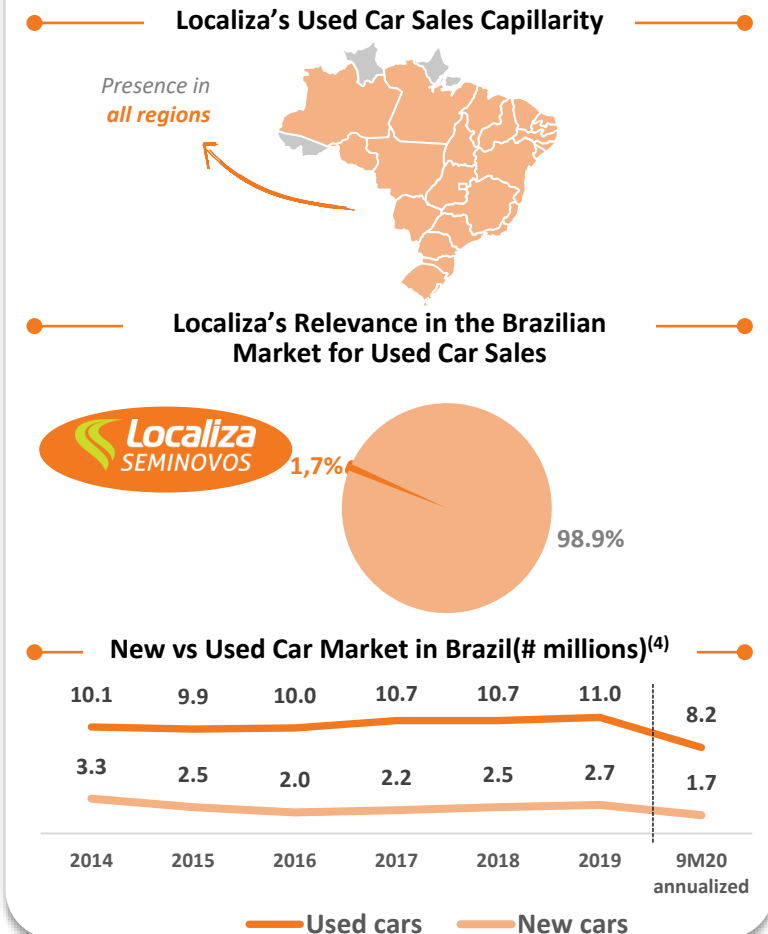 Localiza's Used Car Sales Capillarity
Presence in
all regions
Localiza's Relevance in the Brazilian
Market for Used Car Sales
Localiza
SEMINOVOS
1,7%
98.9%
New vs Used Car Market in Brazil(# millions)(4)
10.1 9.9 10.0 10.7 10.7 11.0 8.2
3.3 2.5 2.0 2.2 2.5 2.7 1.7
2014 2015 2016 2017 2018 2019 9M20
annualized
Used cars New cars